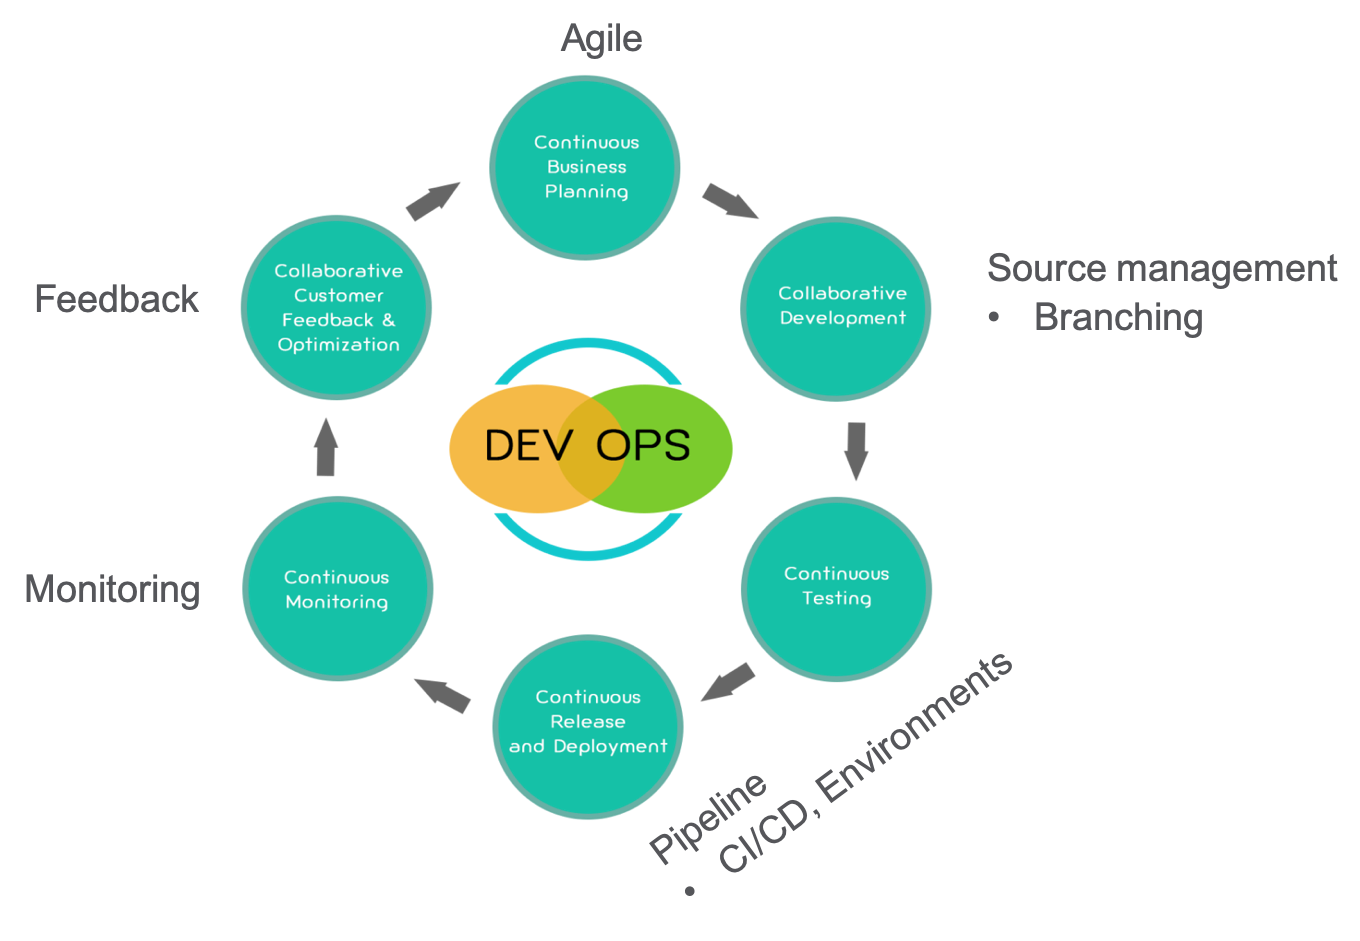 Agile
Continuous
Business
Planning
Collaborative
Customer
Feedback &
Optimization
Feedback
Collaborative
Development
Source management
• Branching
DEV OPS
Continuous
Monitoring
Monitoring
Continuous
Testing
Continuous
Release
and Deployment
Pipeline
• CI/CD, Environments